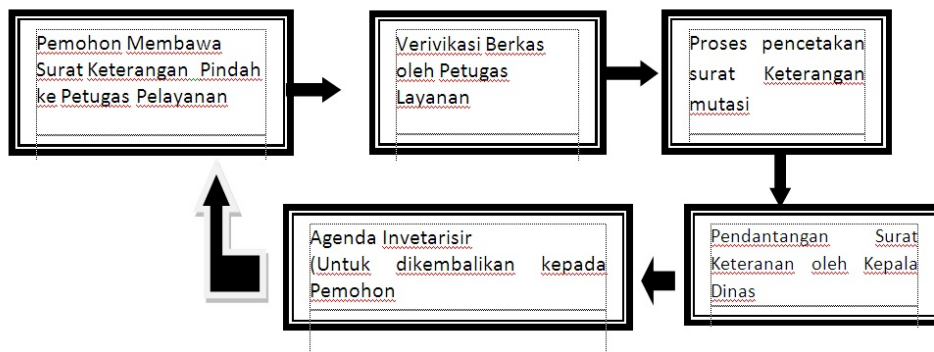 Pemohon Membawa
Surat Keterangan Pindah
ke Petugas Pelayanan
Verivikasi Berkas
oleh Petugas
Layanan
Proses pencetakan
surat Keterangan
mutasi
Pendantangan Surat
Keteranan oleh Kepala
Dinas
Agenda Invetarisir
(Untuk dikembalikan kepada
Pemohon